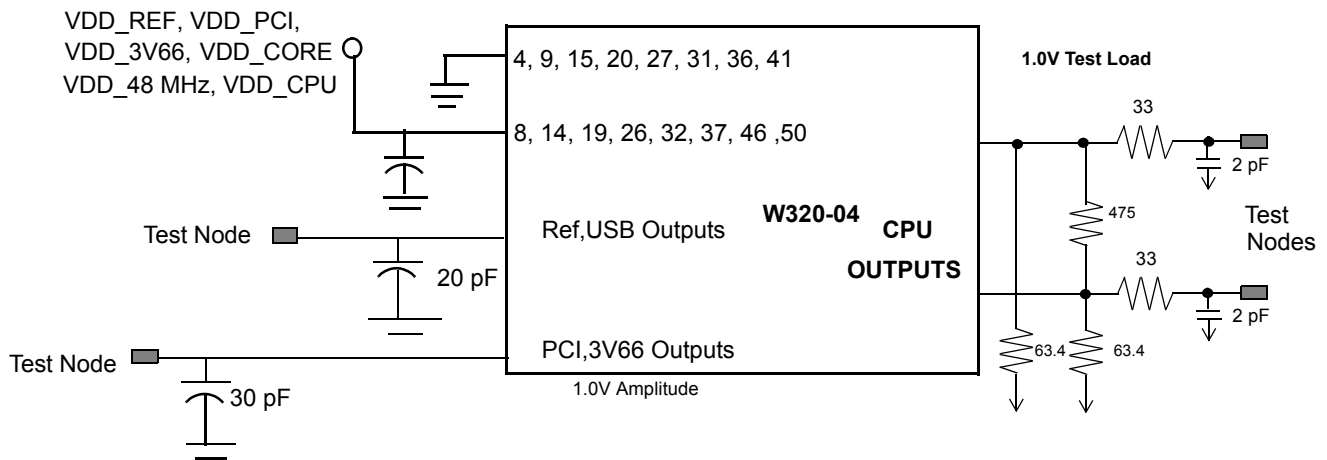 VDD_REF, VDD_PCI,
VDD_3V66, VDD_CORE
VDD_48 MHz, VDD_CPU
4, 9, 15, 20, 27, 31, 36, 41
8, 14, 19, 26, 32, 37, 46 ,50
1.0V Test Load
33
2 pF
W320-04
CPU
OUTPUTS
475
Test
Nodes
33
2 pF
63.4
63.4
Test Node
Ref,USB Outputs
20 pF
Test Node
PCI,3V66 Outputs
30 pF
1.0V Amplitude